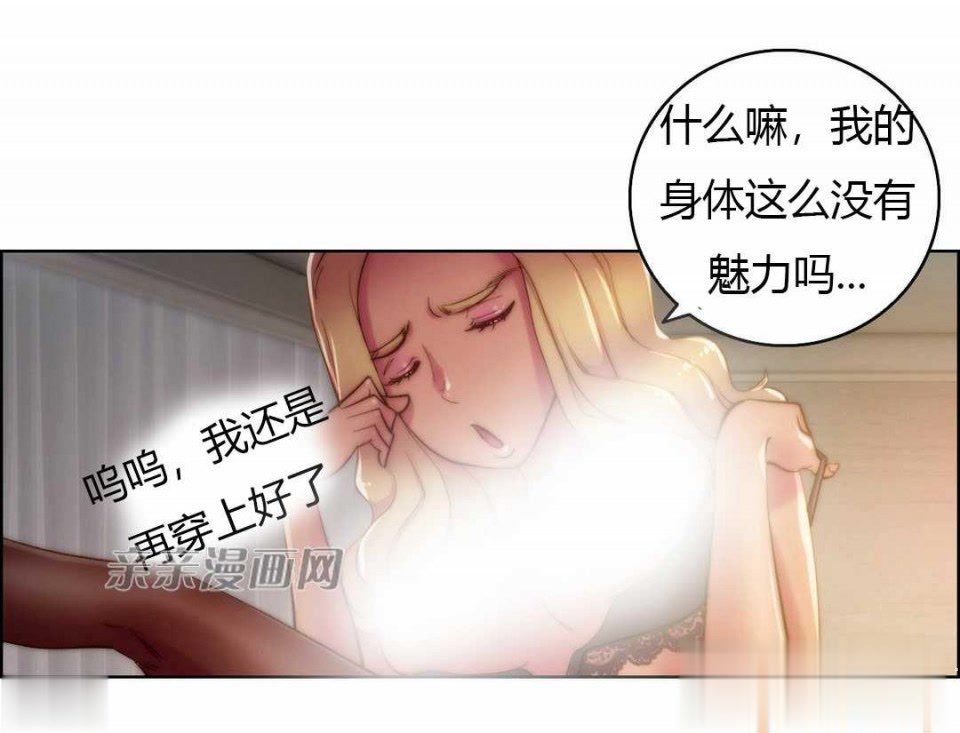 什么嘛，我的
身体这么没有
魅力吗...
呜呜，我还是
再穿上好了
亲亲漫画网